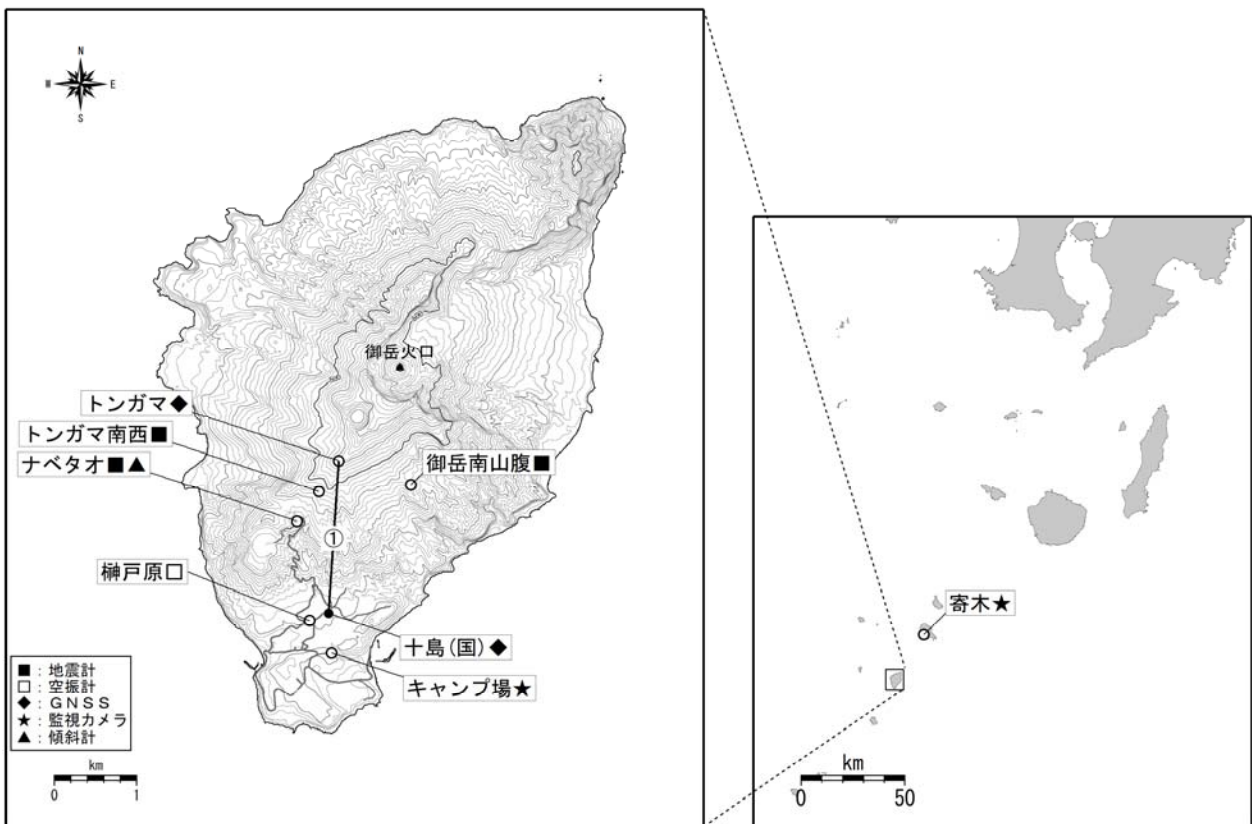 N
W E
S
御岳火口
トンガマ◆
トンガマ南西■
ナベタオ■▲
御岳南山腹■
①
榊戸原□
十島(国)◆
キャンプ場★
■：地震計
□：空振計
◆：ＧＮＳＳ
★：監視カメラ
▲：傾斜計
km
0 1
寄木★
km
0 50